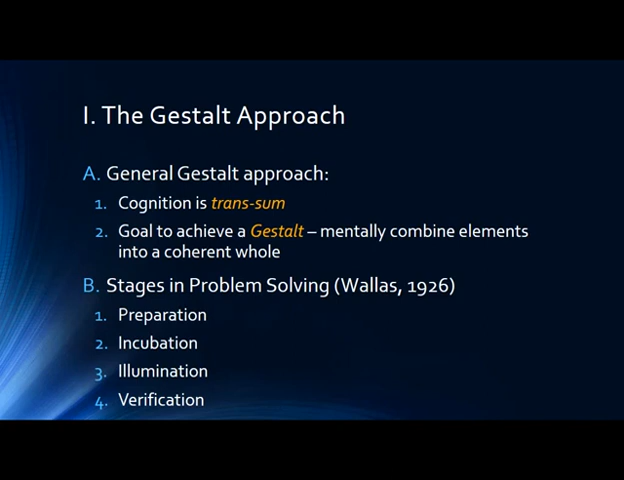 I. The Gestalt Approach
A. General Gestalt approach:
1. Cognition is trans-sum
2. Goal to achieve a Gestalt – mentally combine elements
into a coherent whole
B. Stages in Problem Solving (Wallas, 1926)
1. Preparation
2. Incubation
3. Illumination
4. Verification